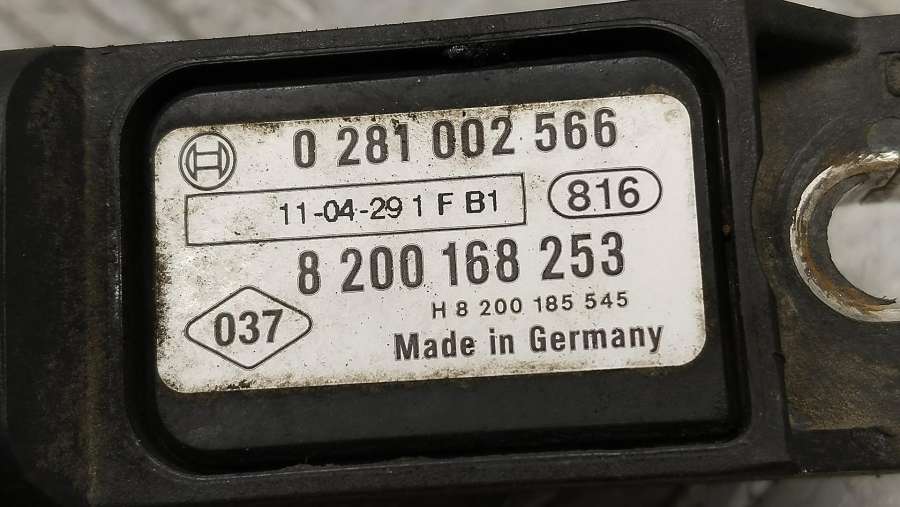 0 281 002 566
11-04-29 1 F B1
816
8 200 168 253
H 8 200 185 545
037
Made in Germany